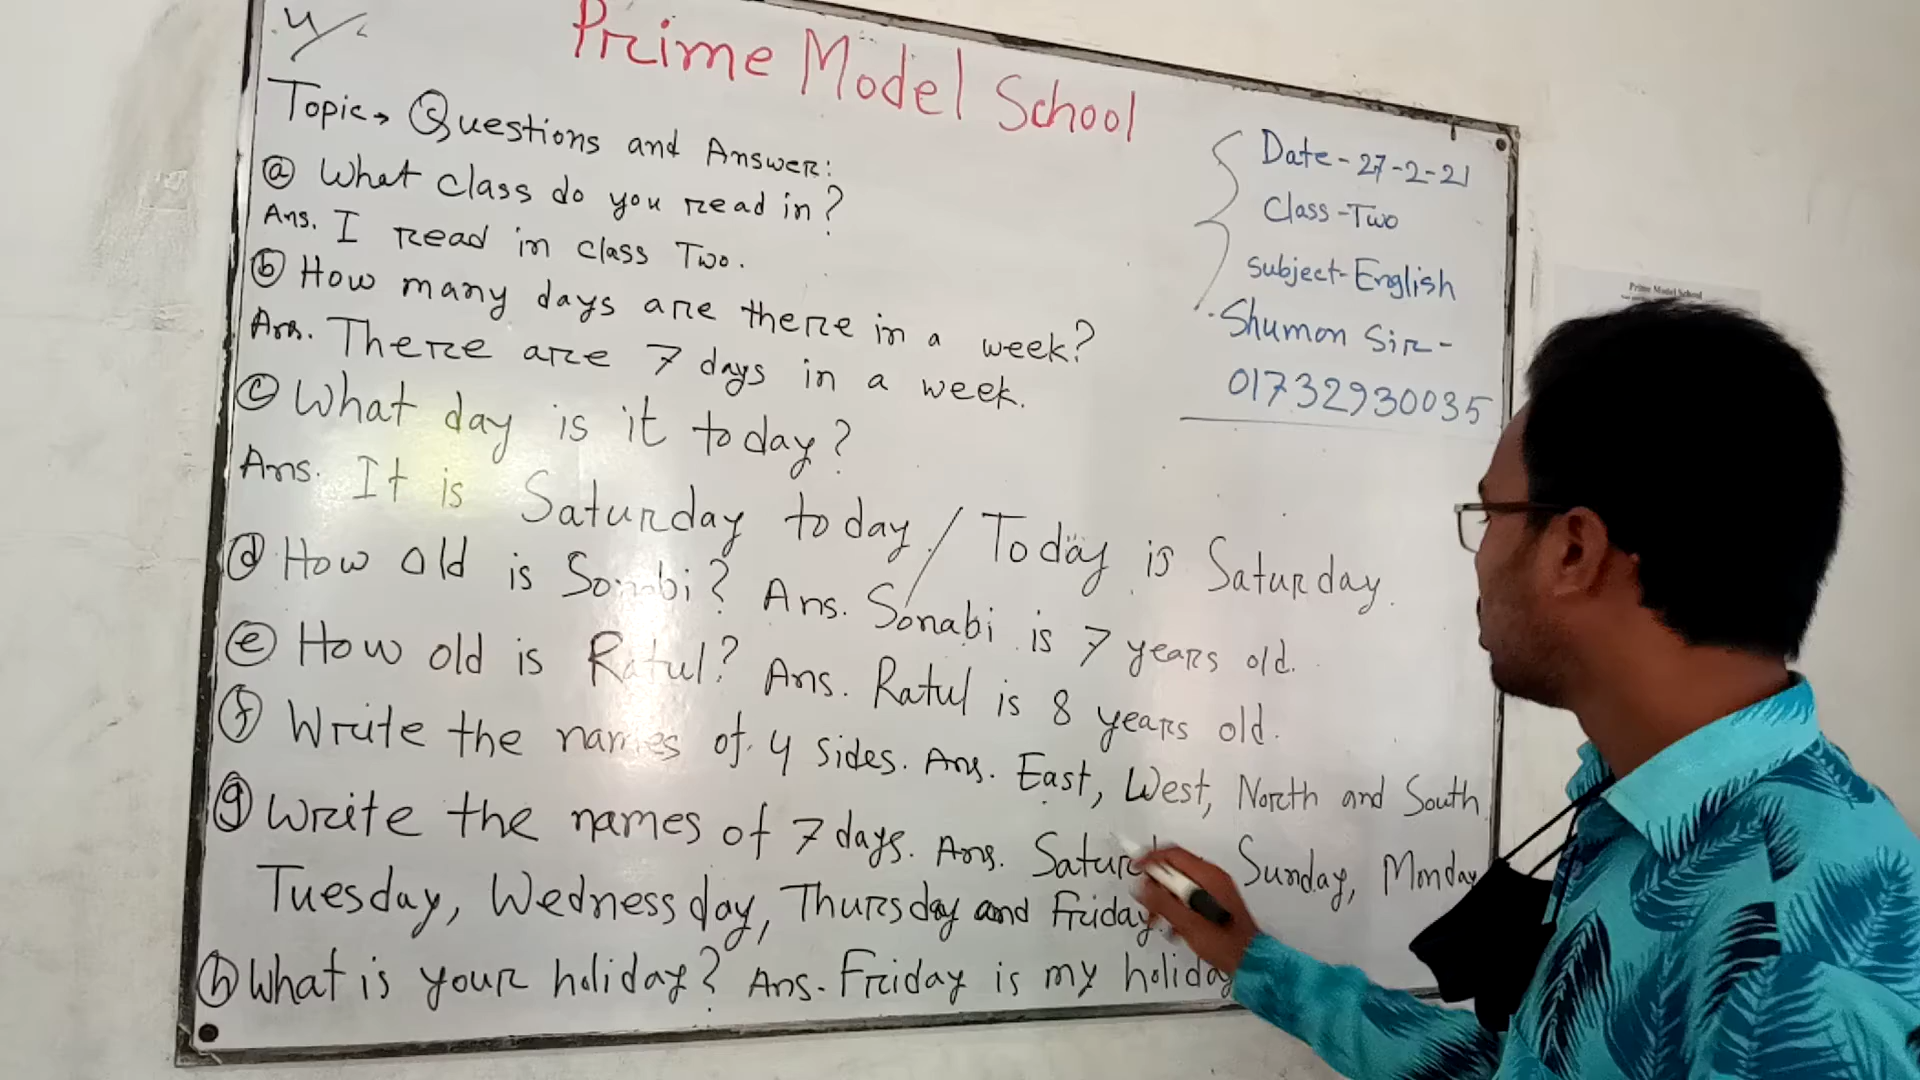 Prime Model School
Topic→ Questions and Answer:
Date-27-2-21
Class-Two
Subject-English
Shumon Sir-
01732930035
ⓐ What class do you read in?
Ans. I read in class Two.
ⓑ How many days are there in a week?
Ans. There are 7 days in a week.
ⓒ What day is it today?
Ans. It is Saturday today. / Today is Saturday.
ⓓ How old is Sonabi? Ans. Sonabi is 7 years old.
ⓔ How old is Ratul? Ans. Ratul is 8 years old.
ⓕ Write the names of 4 sides. Ans. East, West, North and South
ⓖ Write the names of 7 days. Ans. Sunday, Monday
Tuesday, Wednessday, Thursday and Friday.
ⓗ What is your holiday? Ans. Friday is my holiday
Prime Model School